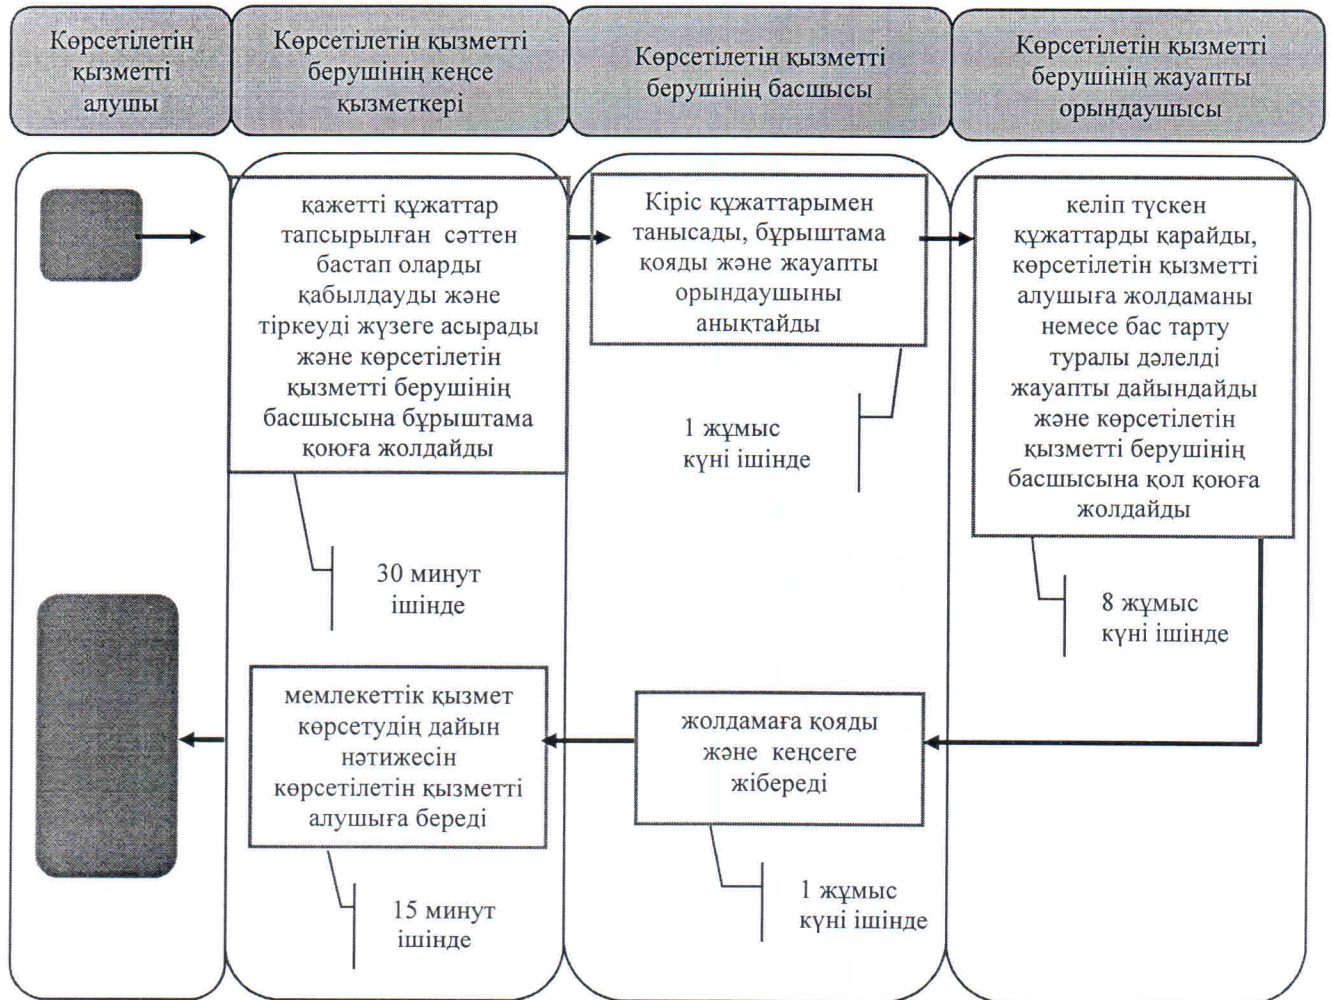 Көрсетілетін
қызметті
алушы
Көрсетілетін қызметті
берушінің кеңсе
қызметкері
Көрсетілетін қызметті
берушінің басшысы
Көрсетілетін қызметті
берушінің жауапты
орындаушысы
қажетті құжаттар
тапсырылған сәттен
бастап оларды
қабылдауды және
тіркеуді жүзеге асырады
және көрсетілетін
қызметті берушінің
басшысына бұрыштама
қоюға жолдайды
30 минут
ішінде
Кіріс құжаттарымен
танысады, бұрыштама
қояды және жауапты
орындаушыны
анықтайды
1 жұмыс
күні ішінде
келіп түскен
құжаттарды қарайды,
көрсетілетін қызметті
алушыға жолдаманы
немесе бас тарту
туралы дәлелді
жауапты дайындайды
және көрсетілетін
қызметті берушінің
басшысына қол қоюға
жолдайды
8 жұмыс
күні ішінде
жолдамаға қояды
және кеңсеге
жібереді
1 жұмыс
күні ішінде
мемлекеттік қызмет
көрсетудің дайын
нәтижесін
көрсетілетін қызметті
алушыға береді
15 минут
ішінде